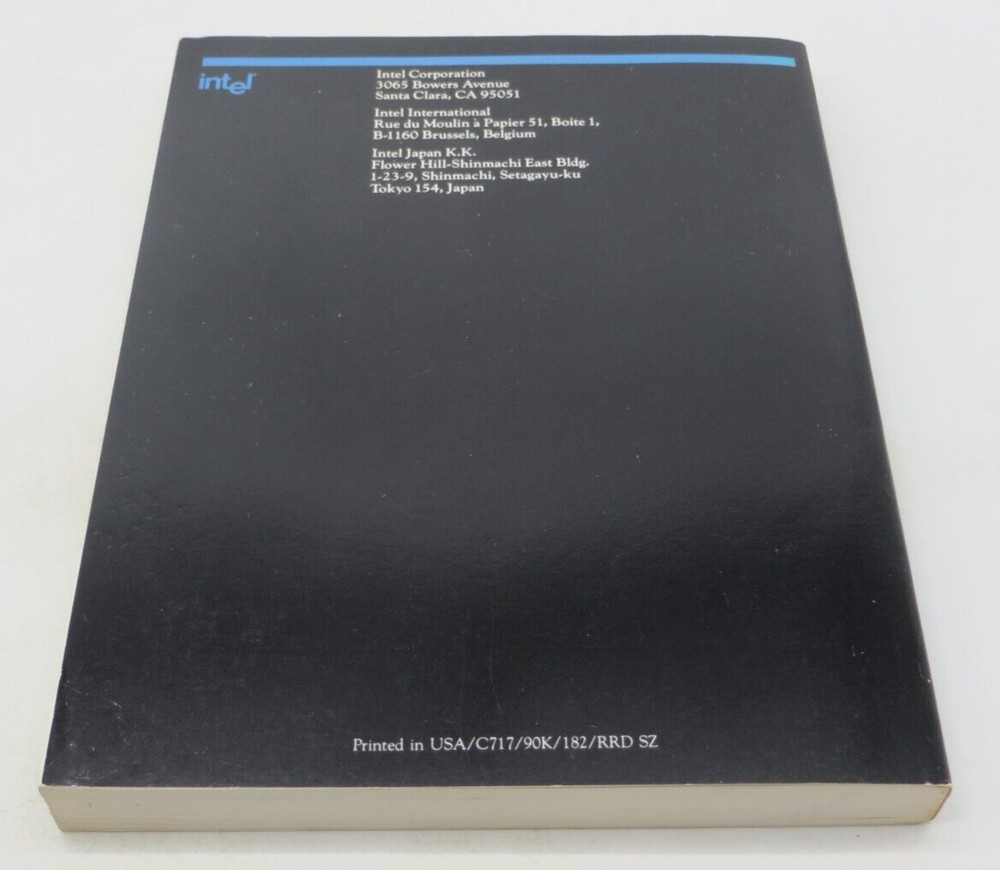 intel
Intel Corporation
3065 Bowers Avenue
Santa Clara, CA 95051
Intel International
Rue du Moulin à Papier 51, Boite 1,
B-1160 Brussels, Belgium
Intel Japan K.K.
Flower Hill-Shinmachi East Bldg.
1-23-9, Shinmachi, Setagayu-ku
Tokyo 154, Japan
Printed in USA/C717/90K/182/RRD SZ